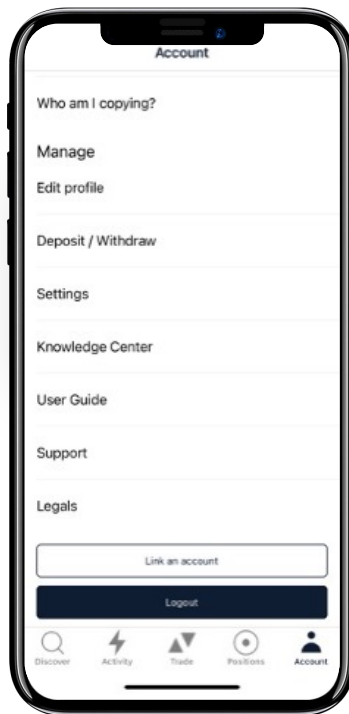 Account
Who am I copying?
Manage
Edit profile
Deposit / Withdraw
Settings
Knowledge Center
User Guide
Support
Legals
Link an account
Logout
Discover Activity Trade Positions Account